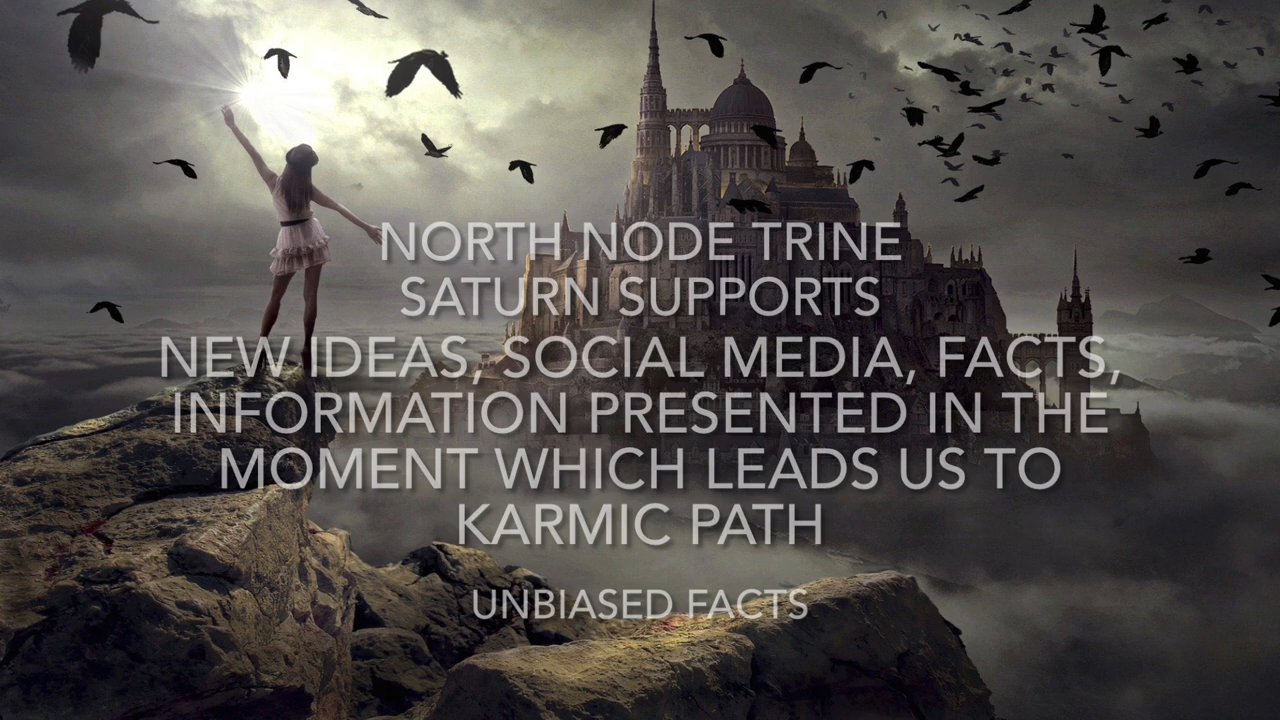 NORTH NODE TRINE
SATURN SUPPORTS
NEW IDEAS, SOCIAL MEDIA, FACTS,
INFORMATION PRESENTED IN THE
MOMENT WHICH LEADS US TO
KARMIC PATH
UNBIASED FACTS